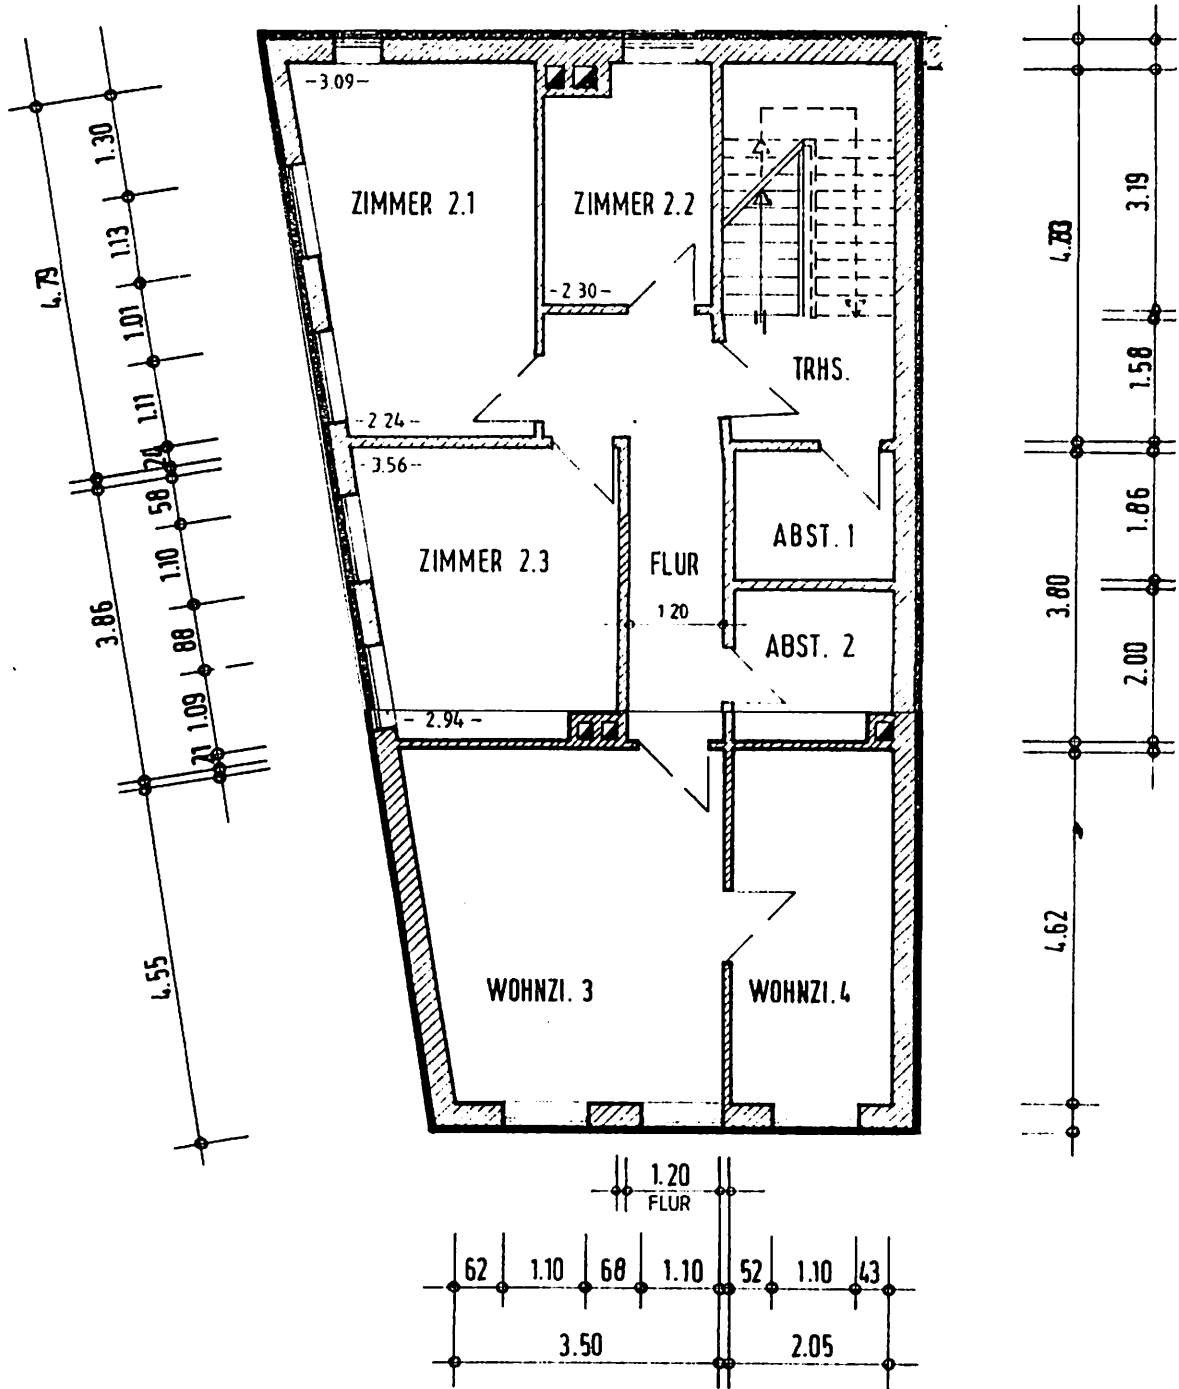 -3.09-
ZIMMER 2.1
ZIMMER 2.2
-2 30-
TRHS.
-2.24-
-3.56-
ZIMMER 2.3
FLUR
ABST. 1
1 20
ABST. 2
- 2.94 -
WOHNZI. 3
WOHNZI. 4
1.30
1.13
1.01
1.11
24
58
1.10
88
1.09
21
4.79
3.86
4.55
3.19
1.58
1.86
2.00
3.80
4.62
1.20
FLUR
62 1.10 68 1.10 52 1.10 43
3.50 2.05